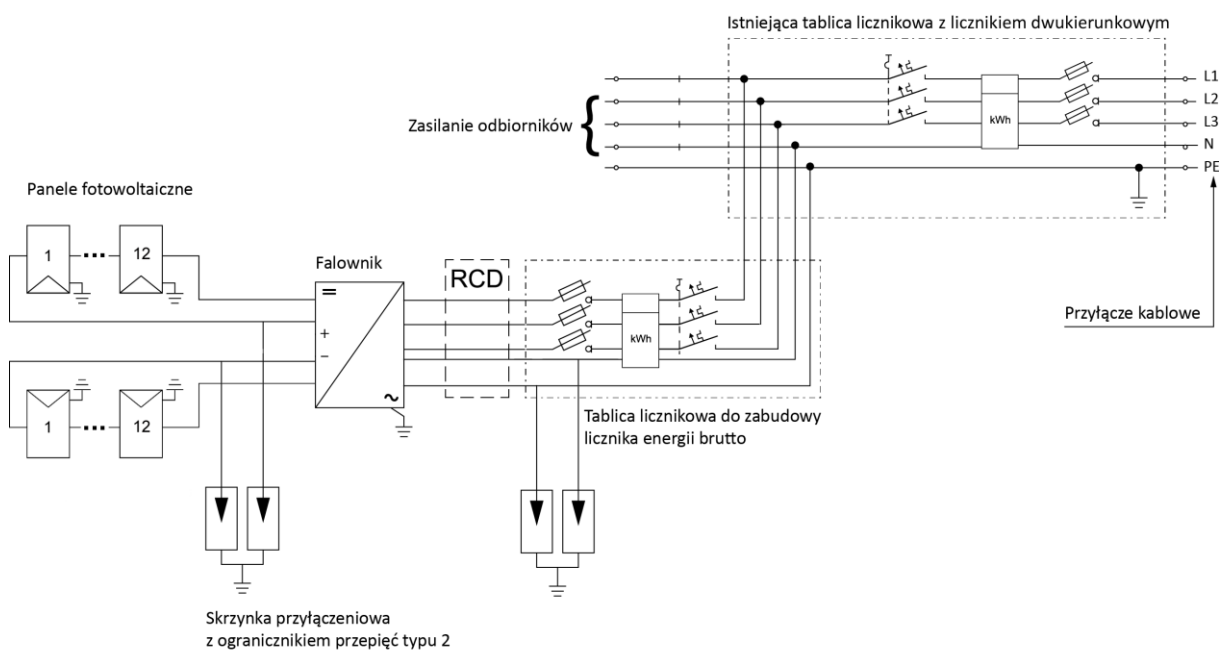 Istniejąca tablica licznikowa z licznikiem dwukierunkowym
L1
L2
L3
N
PE
kWh
Zasilanie odbiorników
Panele fotowoltaiczne
1
12
Falownik
RCD
kWh
Przyłącze kablowe
1
12
Tablica licznikowa do zabudowy
licznika energii brutto
Skrzynka przyłączeniowa
z ogranicznikiem przepięć typu 2